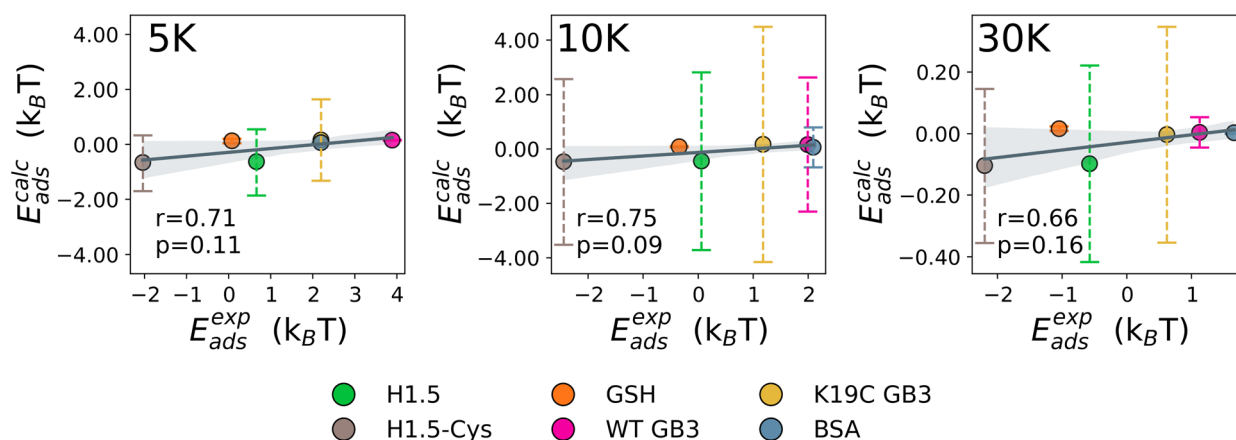 5K
4.00
2.00
0.00
−2.00
−4.00
E_ads^calc (k_BT)
r=0.71
p=0.11
−2 −1 0 1 2 3 4
E_ads^exp (k_BT)
10K
4.00
2.00
0.00
−2.00
−4.00
E_ads^calc (k_BT)
r=0.75
p=0.09
−2 −1 0 1 2
E_ads^exp (k_BT)
30K
0.20
0.00
−0.20
−0.40
E_ads^calc (k_BT)
r=0.66
p=0.16
−2 −1 0 1
E_ads^exp (k_BT)
H1.5 GSH K19C GB3
H1.5-Cys WT GB3 BSA